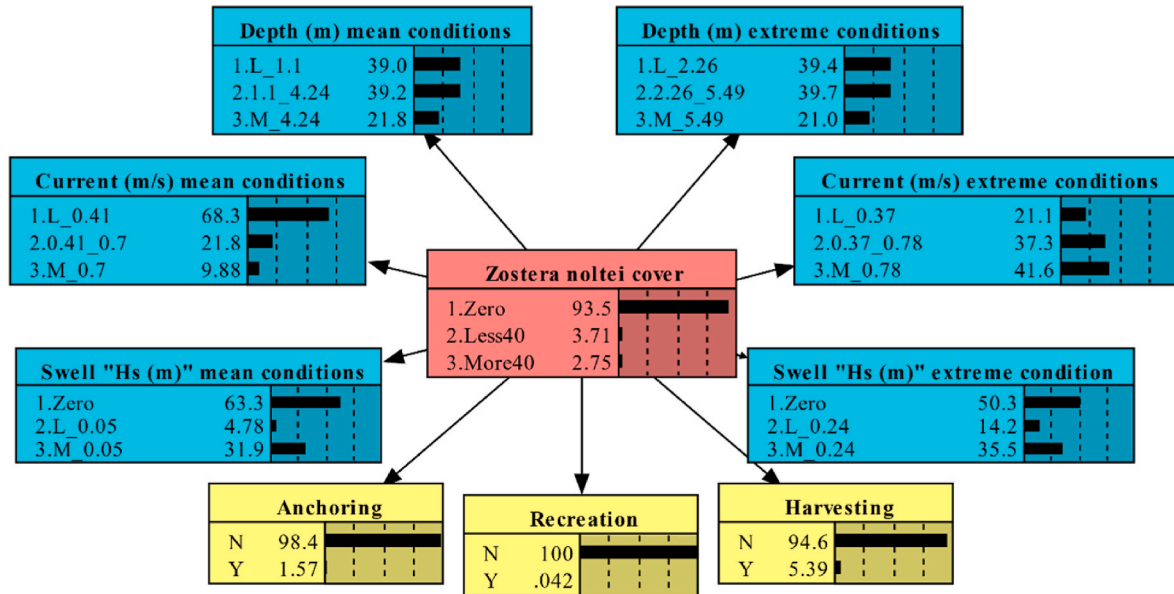 Depth (m) mean conditions
1.L_1.1 39.0
2.1.1_4.24 39.2
3.M_4.24 21.8
Depth (m) extreme conditions
1.L_2.26 39.4
2.2.26_5.49 39.7
3.M_5.49 21.0
Current (m/s) mean conditions
1.L_0.41 68.3
2.0.41_0.7 21.8
3.M_0.7 9.88
Current (m/s) extreme conditions
1.L_0.37 21.1
2.0.37_0.78 37.3
3.M_0.78 41.6
Zostera noltei cover
1.Zero 93.5
2.Less40 3.71
3.More40 2.75
Swell "Hs (m)" mean conditions
1.Zero 63.3
2.L_0.05 4.78
3.M_0.05 31.9
Swell "Hs (m)" extreme condition
1.Zero 50.3
2.L_0.24 14.2
3.M_0.24 35.5
Anchoring
N 98.4
Y 1.57
Recreation
N 100
Y .042
Harvesting
N 94.6
Y 5.39